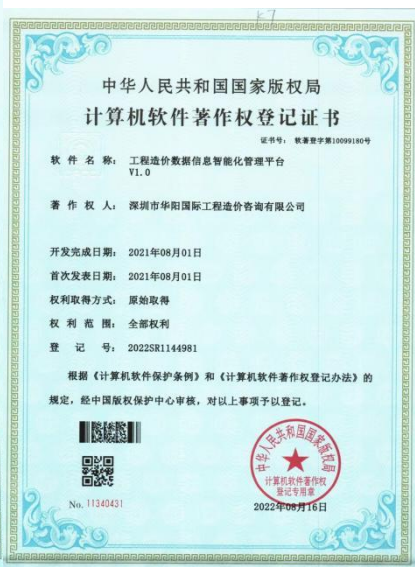 K7
中华人民共和国国家版权局
计算机软件著作权登记证书
证书号： 软著登字第10099180号
软件名称： 工程造价数据信息智能化管理平台
V1.0
著作权人： 深圳市华阳国际工程造价咨询有限公司
开发完成日期： 2021年08月01日
首次发表日期： 2021年08月01日
权利取得方式： 原始取得
权利范围： 全部权利
登记号： 2022SR1144981
根据《计算机软件保护条例》和《计算机软件著作权登记办法》的
规定，经中国版权保护中心审核，对以上事项予以登记。
中华人民共和国国家版权局
计算机软件著作权
登记专用章
No. 11340431
2022年08月16日